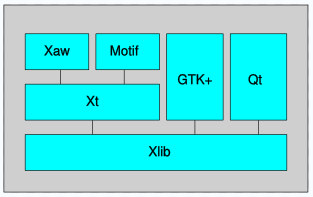 Xaw
Motif
GTK+
Qt
Xt
Xlib